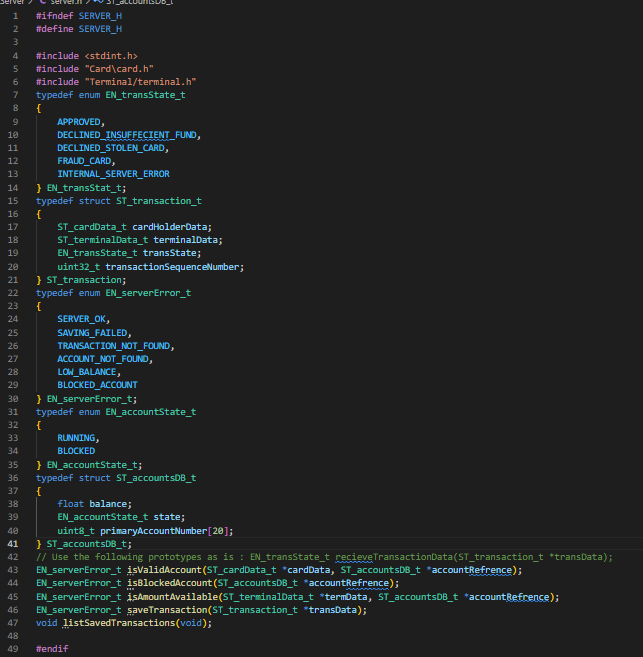 Server > C server.h > ST_accountsDB_t
1 #ifndef SERVER_H
2 #define SERVER_H
3
4 #include <stdint.h>
5 #include "Card\card.h"
6 #include "Terminal/terminal.h"
7 typedef enum EN_transState_t
8 {
9 APPROVED,
10 DECLINED_INSUFFECIENT_FUND,
11 DECLINED_STOLEN_CARD,
12 FRAUD_CARD,
13 INTERNAL_SERVER_ERROR
14 } EN_transStat_t;
15 typedef struct ST_transaction_t
16 {
17 ST_cardData_t cardHolderData;
18 ST_terminalData_t terminalData;
19 EN_transState_t transState;
20 uint32_t transactionSequenceNumber;
21 } ST_transaction;
22 typedef enum EN_serverError_t
23 {
24 SERVER_OK,
25 SAVING_FAILED,
26 TRANSACTION_NOT_FOUND,
27 ACCOUNT_NOT_FOUND,
28 LOW_BALANCE,
29 BLOCKED_ACCOUNT
30 } EN_serverError_t;
31 typedef enum EN_accountState_t
32 {
33 RUNNING,
34 BLOCKED
35 } EN_accountState_t;
36 typedef struct ST_accountsDB_t
37 {
38 float balance;
39 EN_accountState_t state;
40 uint8_t primaryAccountNumber[20];
41 } ST_accountsDB_t;
42 // Use the following prototypes as is : EN_transState_t recieveTransactionData(ST_transaction_t *transData);
43 EN_serverError_t isValidAccount(ST_cardData_t *cardData, ST_accountsDB_t *accountRefrence);
44 EN_serverError_t isBlockedAccount(ST_accountsDB_t *accountRefrence);
45 EN_serverError_t isAmountAvailable(ST_terminalData_t *termData, ST_accountsDB_t *accountRefrence);
46 EN_serverError_t saveTransaction(ST_transaction_t *transData);
47 void listSavedTransactions(void);
48
49 #endif